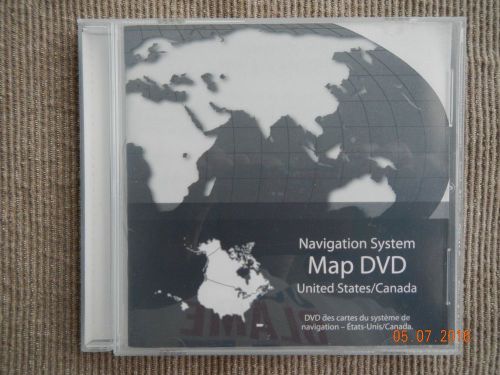 Navigation System
Map DVD
United States/Canada
DVD des cartes du système de
navigation – États-Unis/Canada.
05.07.2016